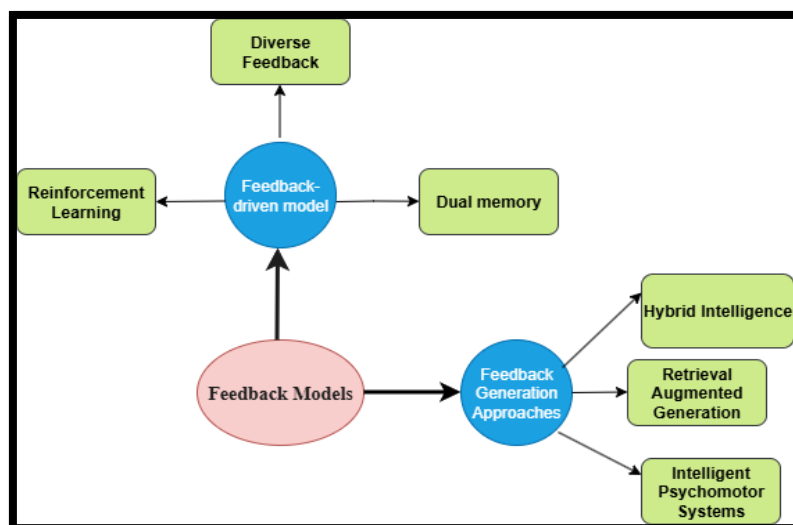 Diverse
Feedback
Reinforcement
Learning
Feedback-
driven model
Dual memory
Hybrid Intelligence
Feedback Models
Feedback
Generation
Approaches
Retrieval
Augmented
Generation
Intelligent
Psychomotor
Systems